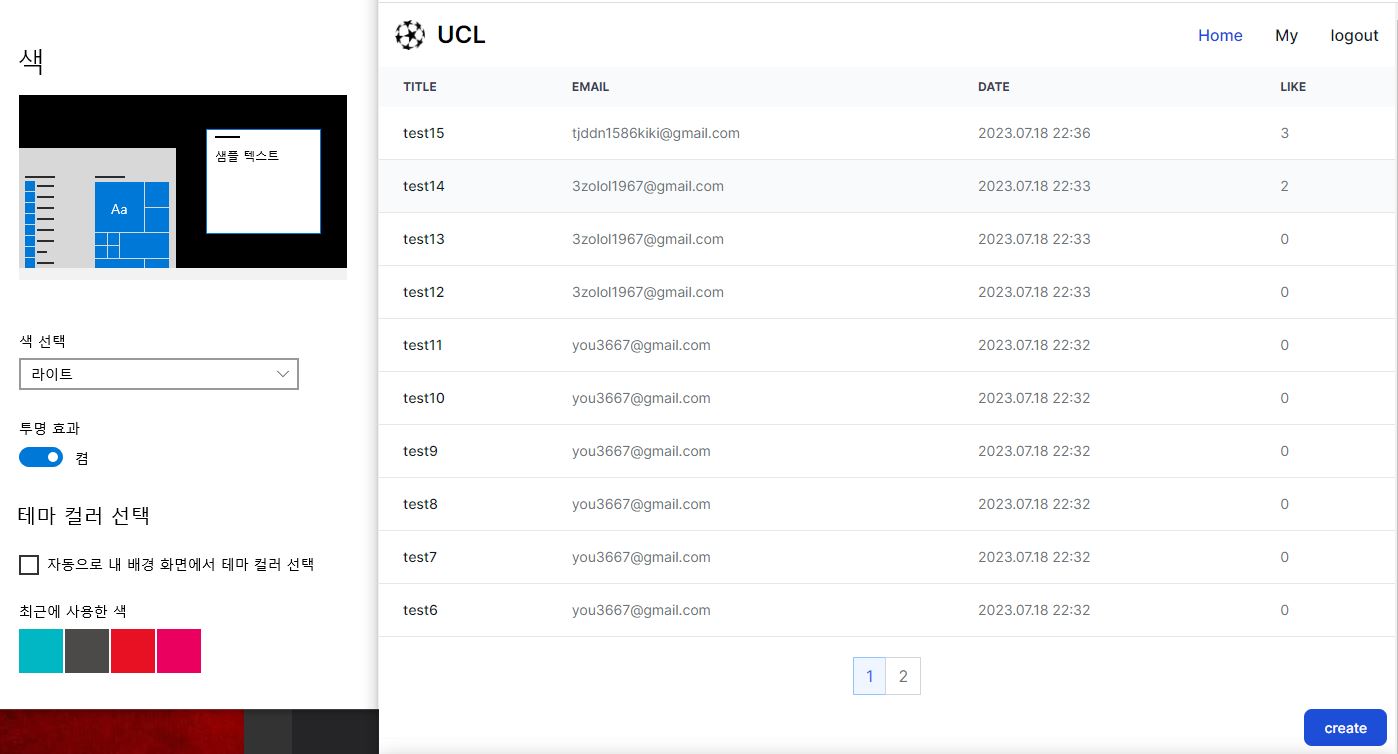 색
샘플 텍스트
Aa
색 선택
라이트
투명 효과
켬
테마 컬러 선택
자동으로 내 배경 화면에서 테마 컬러 선택
최근에 사용한 색
UCL Home My logout
TITLE EMAIL DATE LIKE
test15 tjddn1586kiki@gmail.com 2023.07.18 22:36 3
test14 3zolol1967@gmail.com 2023.07.18 22:33 2
test13 3zolol1967@gmail.com 2023.07.18 22:33 0
test12 3zolol1967@gmail.com 2023.07.18 22:33 0
test11 you3667@gmail.com 2023.07.18 22:32 0
test10 you3667@gmail.com 2023.07.18 22:32 0
test9 you3667@gmail.com 2023.07.18 22:32 0
test8 you3667@gmail.com 2023.07.18 22:32 0
test7 you3667@gmail.com 2023.07.18 22:32 0
test6 you3667@gmail.com 2023.07.18 22:32 0
1 2
create